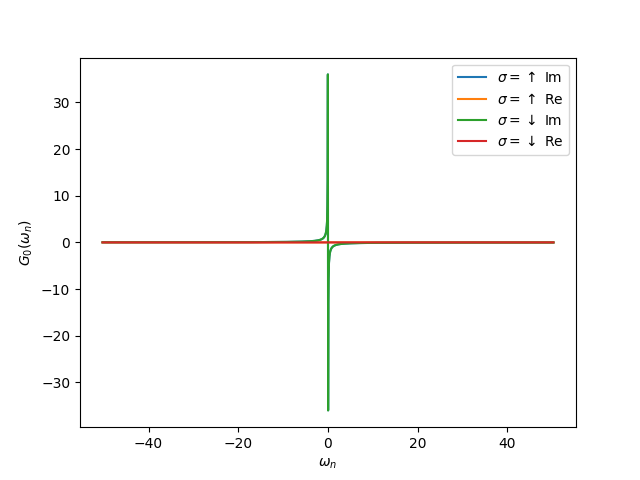 σ = ↑ Im
σ = ↑ Re
σ = ↓ Im
σ = ↓ Re
30
20
10
0
−10
−20
−30
G₀(ωₙ)
−40
−20
0
20
40
ωₙ